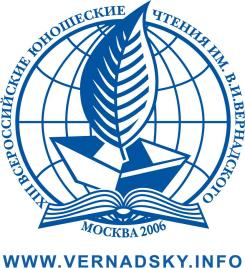 XIII ВСЕРОССИЙСКИЕ ЮНОШЕСКИЕ ЧТЕНИЯ ИМ. В.И.ВЕРНАДСКОГО
МОСКВА 2006
WWW.VERNADSKY.INFO